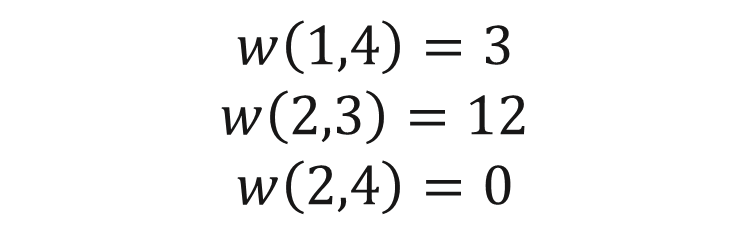 w(1,4) = 3
w(2,3) = 12
w(2,4) = 0